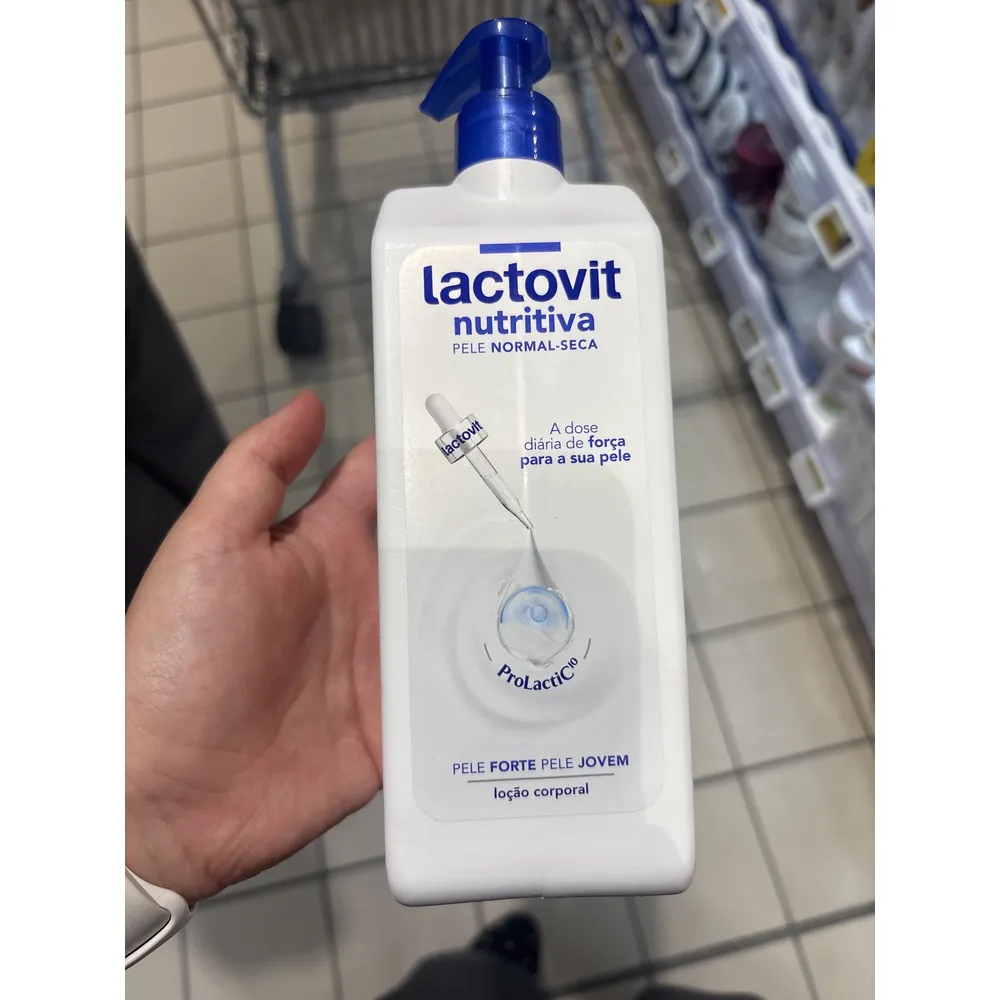 lactovit
nutritiva
PELE NORMAL-SECA
lactovit
A dose
diária de força
para a sua pele
ProLactiC¹⁰
PELE FORTE PELE JOVEM
loção corporal